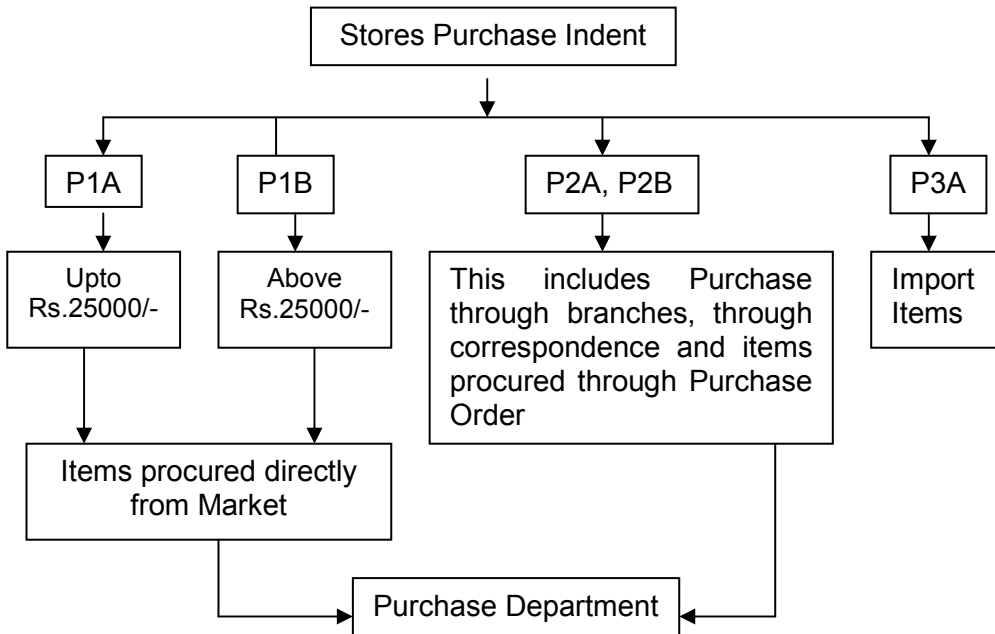 Stores Purchase Indent
P1A
P1B
P2A, P2B
P3A
Upto
Rs.25000/-
Above
Rs.25000/-
This includes Purchase
through branches, through
correspondence and items
procured through Purchase
Order
Import
Items
Items procured directly
from Market
Purchase Department